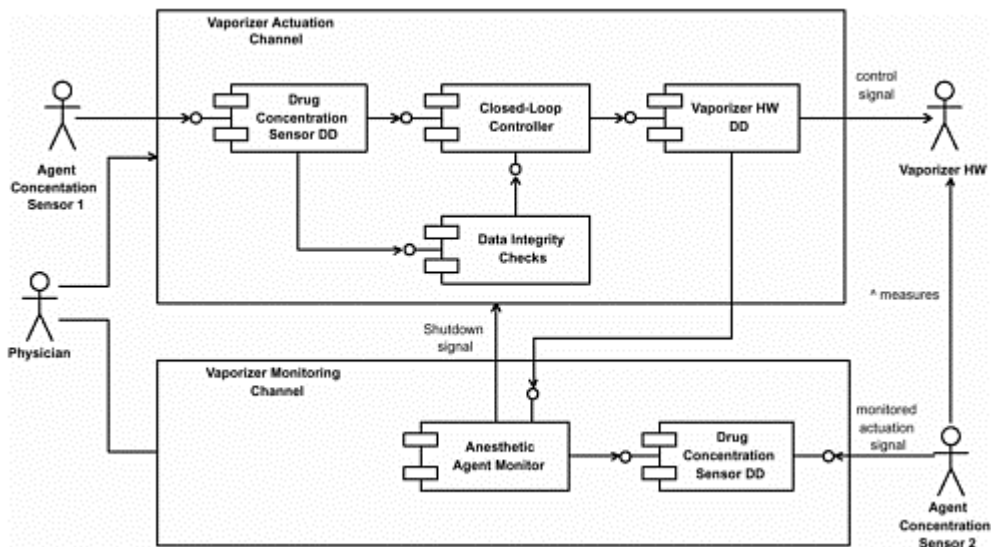 Vaporizer Actuation
Channel
Drug
Concentration
Sensor DD
Closed-Loop
Controller
Vaporizer HW
DD
control
signal
Agent
Concentation
Sensor 1
Vaporizer HW
Data Integrity
Checks
^ measures
Physician
Shutdown
signal
Vaporizer Monitoring
Channel
Anesthetic
Agent Monitor
Drug
Concentration
Sensor DD
monitored
actuation
signal
Agent
Concentration
Sensor 2